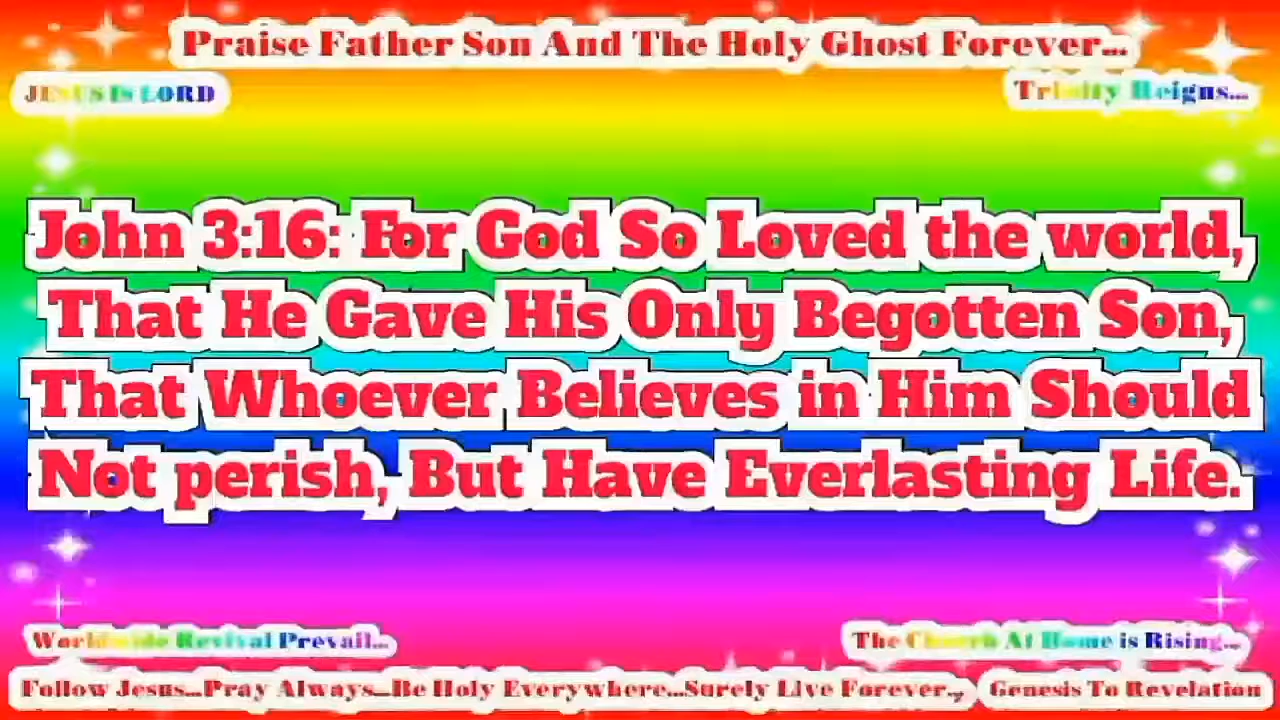 Praise Father Son And The Holy Ghost Forever...
JESUS IS LORD
Trinity Reigns...
John 3:16: For God So Loved the world,
That He Gave His Only Begotten Son,
That Whoever Believes in Him Should
Not perish, But Have Everlasting Life.
Worldwide Revival Prevail...
The Church At Home is Rising...
Follow Jesus...Pray Always...Be Holy Everywhere...Surely Live Forever..,
Genesis To Revelation